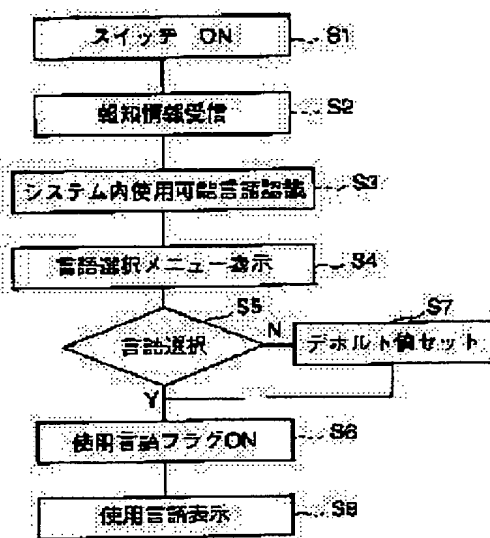 スイッチ ON
S1
報知情報受信
S2
システム内使用可能言語認識
S3
言語選択メニュー表示
S4
言語選択
S5
N
デホルト値セット
S7
Y
使用言語フラグON
S6
使用言語表示
S8